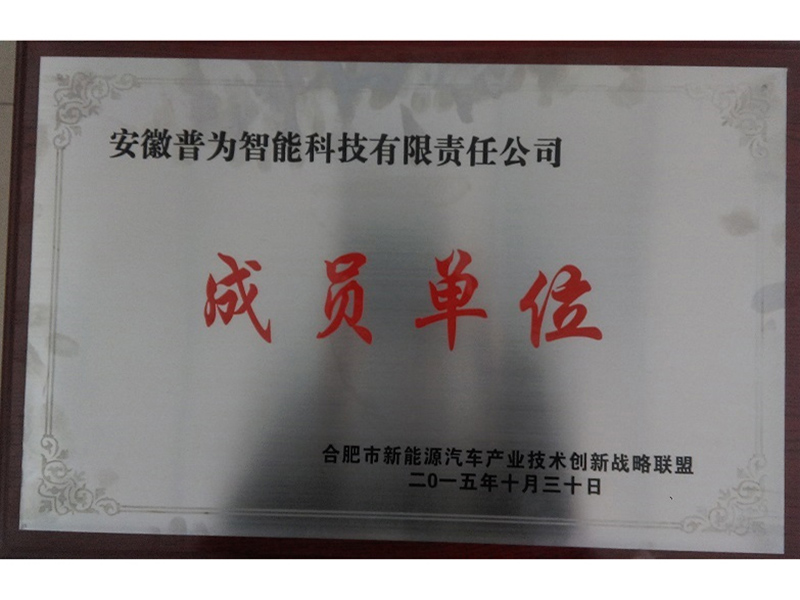 安徽普为智能科技有限责任公司
成员单位
合肥市新能源汽车产业技术创新战略联盟
二0一五年十月三十日